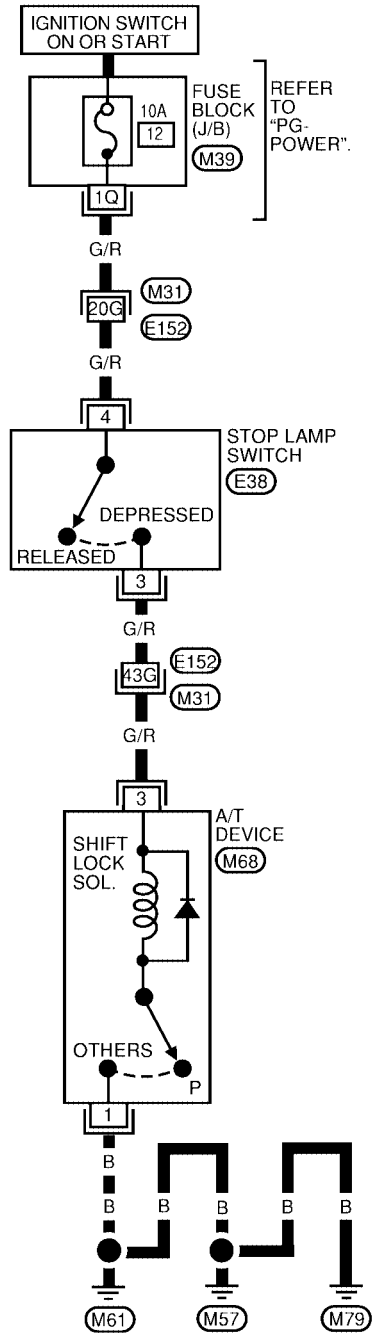 IGNITION SWITCH
ON OR START
10A
12
FUSE
BLOCK
(J/B)
M39
REFER
TO
“PG-
POWER”.
1Q
G/R
20G
M31
E152
G/R
4
STOP LAMP
SWITCH
E38
DEPRESSED
RELEASED
3
G/R
43G
E152
M31
G/R
3
A/T
DEVICE
M68
SHIFT
LOCK
SOL.
OTHERS
P
1
B
B B B B B
M61 M57 M79